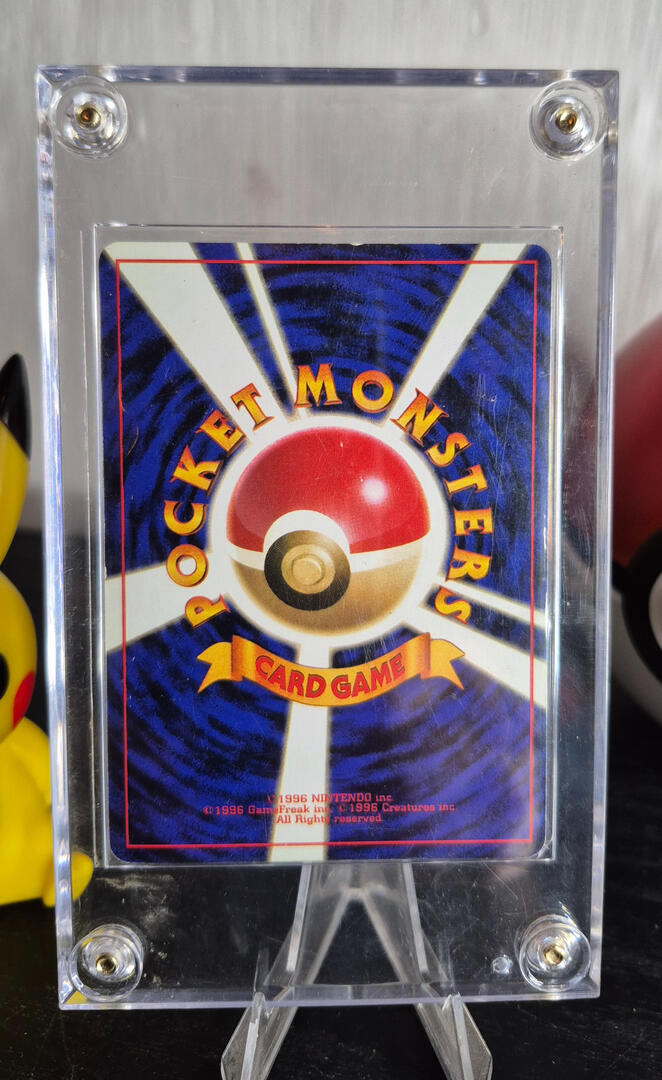 POCKET MONSTERS
CARD GAME
©1996 NINTENDO inc.
©1996 GameFreak inc. ©1996 Creatures inc.
All Rights reserved.